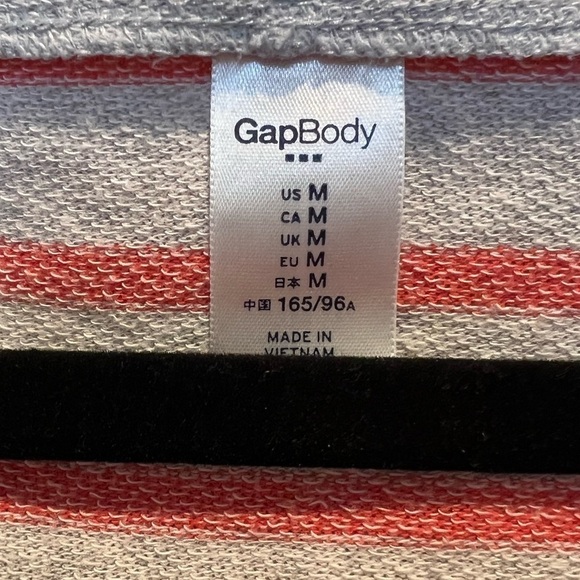 GapBody
US M
CA M
UK M
EU M
日本 M
中国 165/96A
MADE IN
VIETNAM